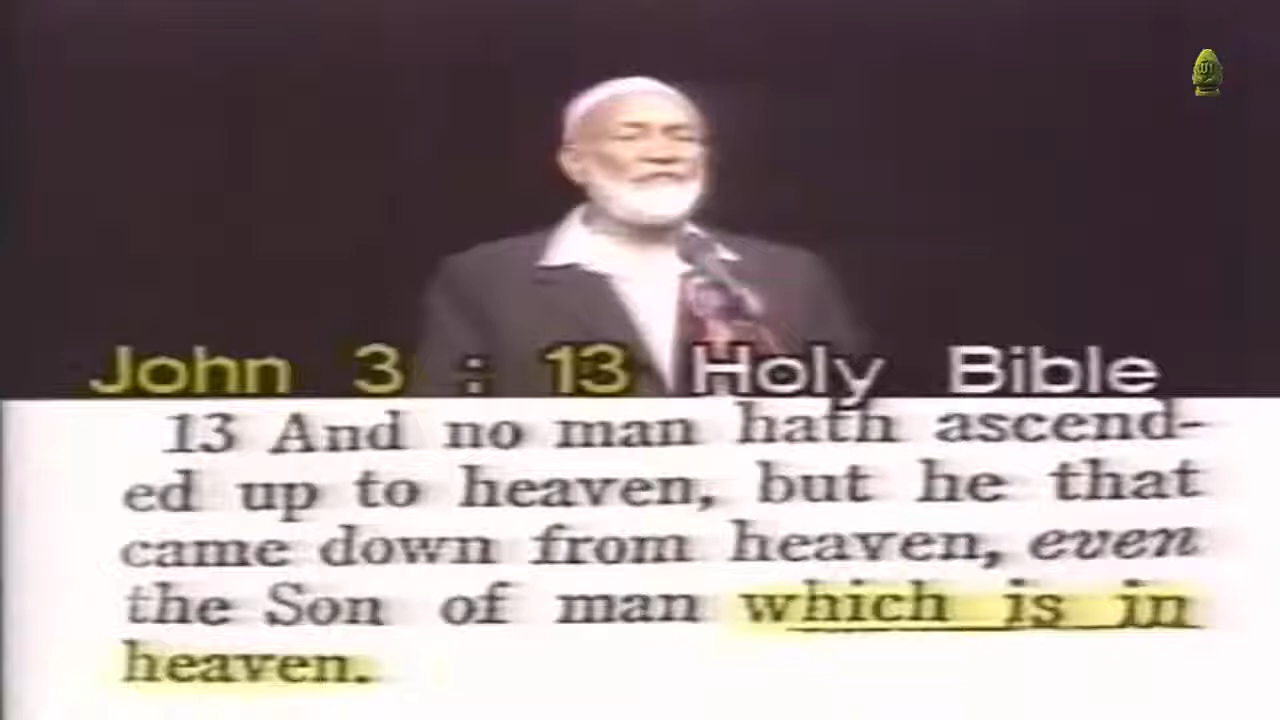 John 3 : 13 Holy Bible
13 And no man hath ascend-
ed up to heaven, but he that
came down from heaven, even
the Son of man which is in
heaven.